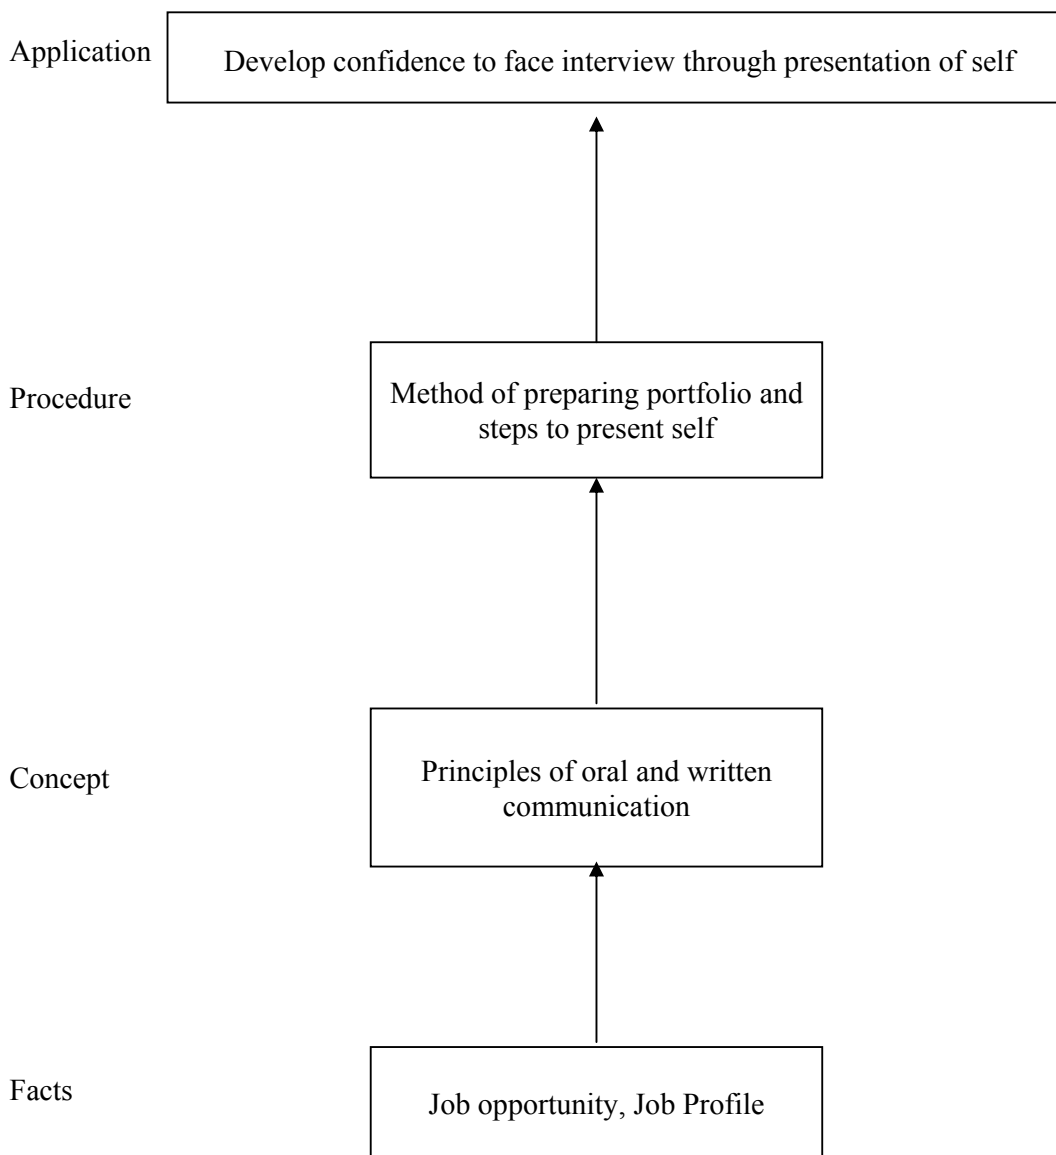 Application
Develop confidence to face interview through presentation of self
Procedure
Method of preparing portfolio and
steps to present self
Concept
Principles of oral and written
communication
Facts
Job opportunity, Job Profile